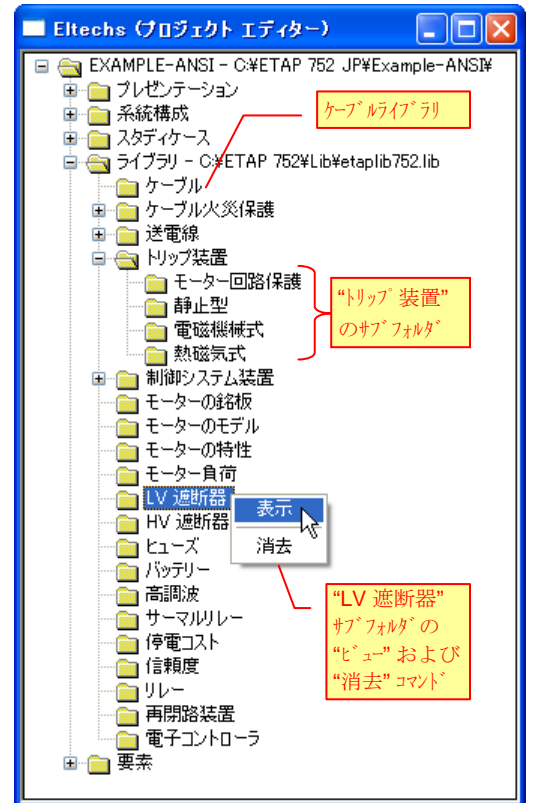 Eltechs (プロジェクト エディター)
EXAMPLE-ANSI - C:¥ETAP 752 JP¥Example-ANSI¥
プレゼンテーション
系統構成
スタディケース
ライブラリ - C:¥ETAP 752¥Lib¥etaplib752.lib
ケーブル
ケーブル火災保護
送電線
トリップ装置
モーター回路保護
静止型
電磁機械式
熱磁気式
制御システム装置
モーターの銘板
モーターのモデル
モーターの特性
モーター負荷
LV 遮断器
HV 遮断器
ヒューズ
バッテリー
高調波
サーマルリレー
停電コスト
信頼度
リレー
再閉路装置
電子コントローラ
要素
表示
消去
ケーブルライブラリ
“トリップ装置”
のサブフォルダ
“LV 遮断器”
サブフォルダの
“ビュー” および
“消去” コマンド